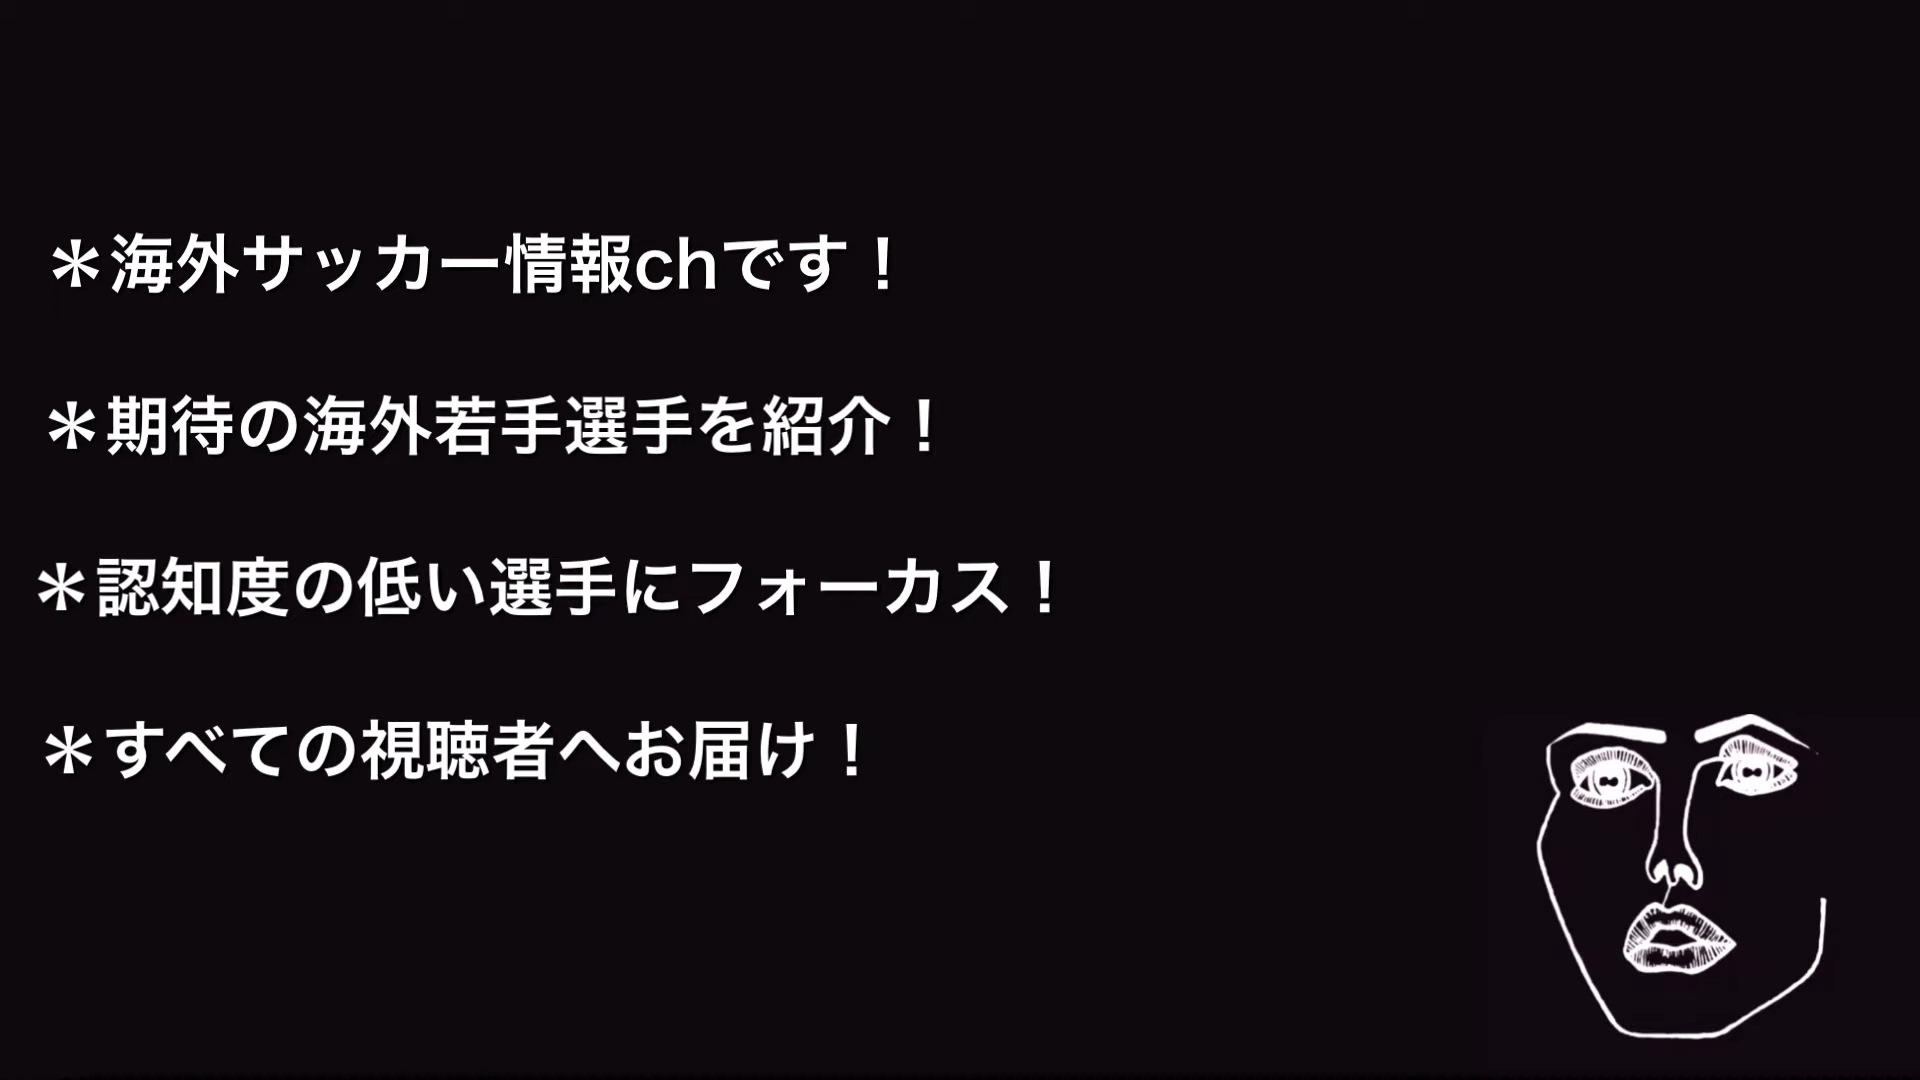 ＊海外サッカー情報chです！
＊期待の海外若手選手を紹介！
＊認知度の低い選手にフォーカス！
＊すべての視聴者へお届け！